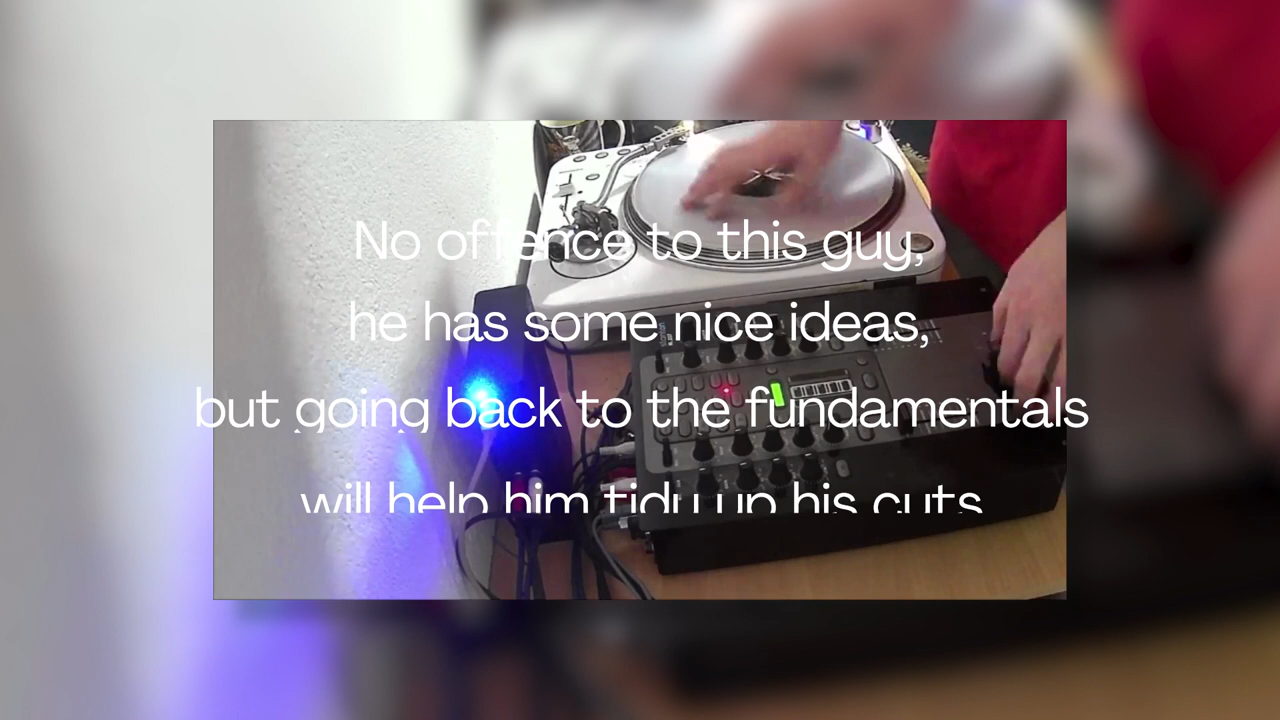 No offence to this guy,
he has some nice ideas,
but going back to the fundamentals
will help him tidy up his cuts